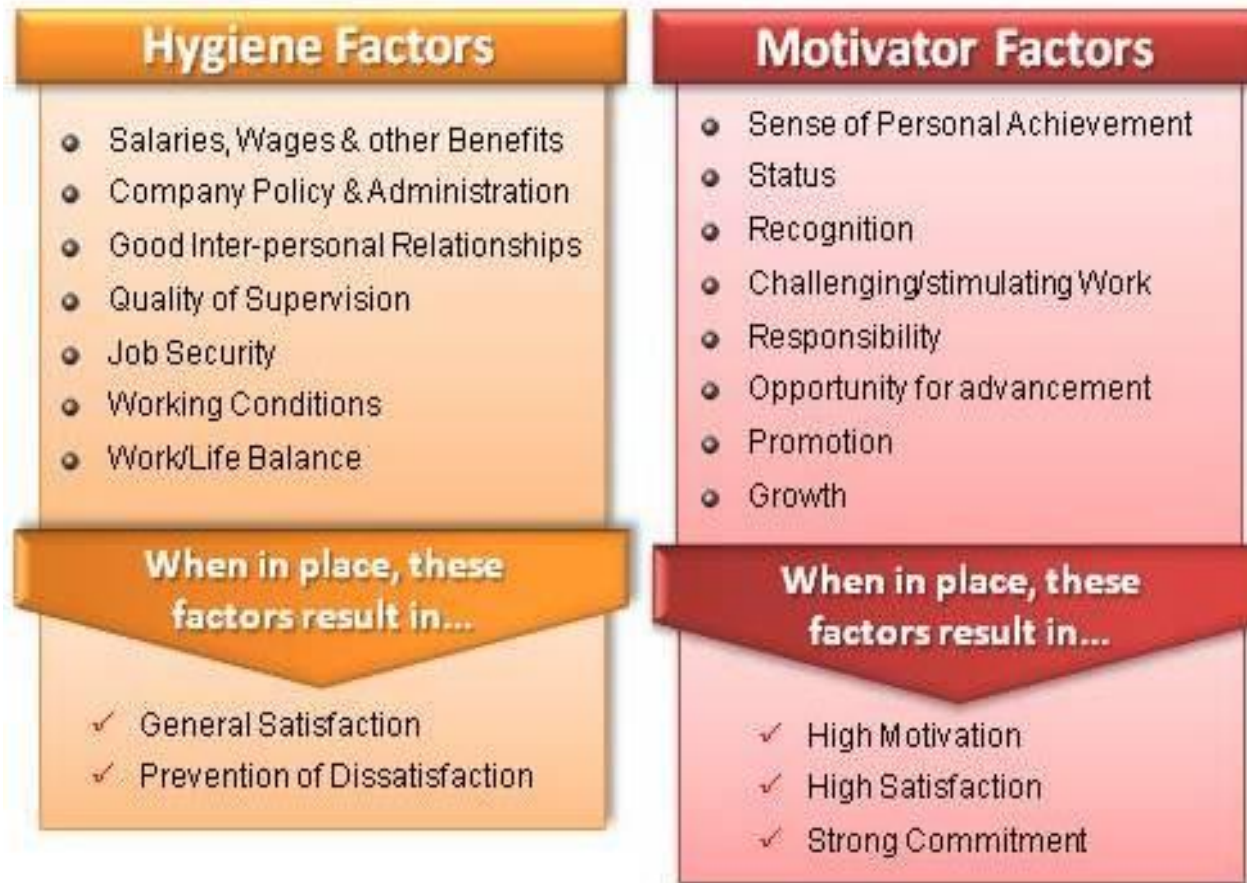 Hygiene Factors
Salaries, Wages & other Benefits
Company Policy & Administration
Good Inter-personal Relationships
Quality of Supervision
Job Security
Working Conditions
Work/Life Balance
When in place, these
factors result in...
General Satisfaction
Prevention of Dissatisfaction
Motivator Factors
Sense of Personal Achievement
Status
Recognition
Challenging/stimulating Work
Responsibility
Opportunity for advancement
Promotion
Growth
When in place, these
factors result in...
High Motivation
High Satisfaction
Strong Commitment